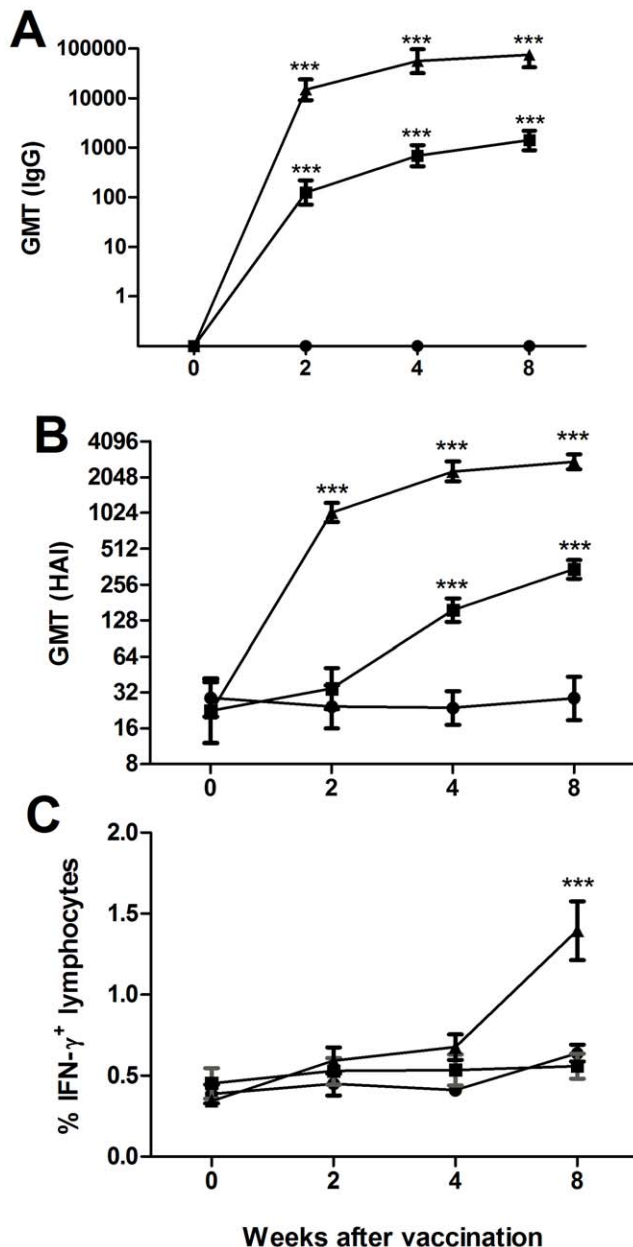 A
GMT (IgG)
100000
10000
1000
100
10
1
*** *** ***
*** *** ***
0 2 4 8
B
GMT (HAI)
4096
2048
1024
512
256
128
64
32
16
8
*** *** ***
*** ***
0 2 4 8
C
% IFN-γ+ lymphocytes
2.0
1.5
1.0
0.5
0.0
***
0 2 4 8
Weeks after vaccination